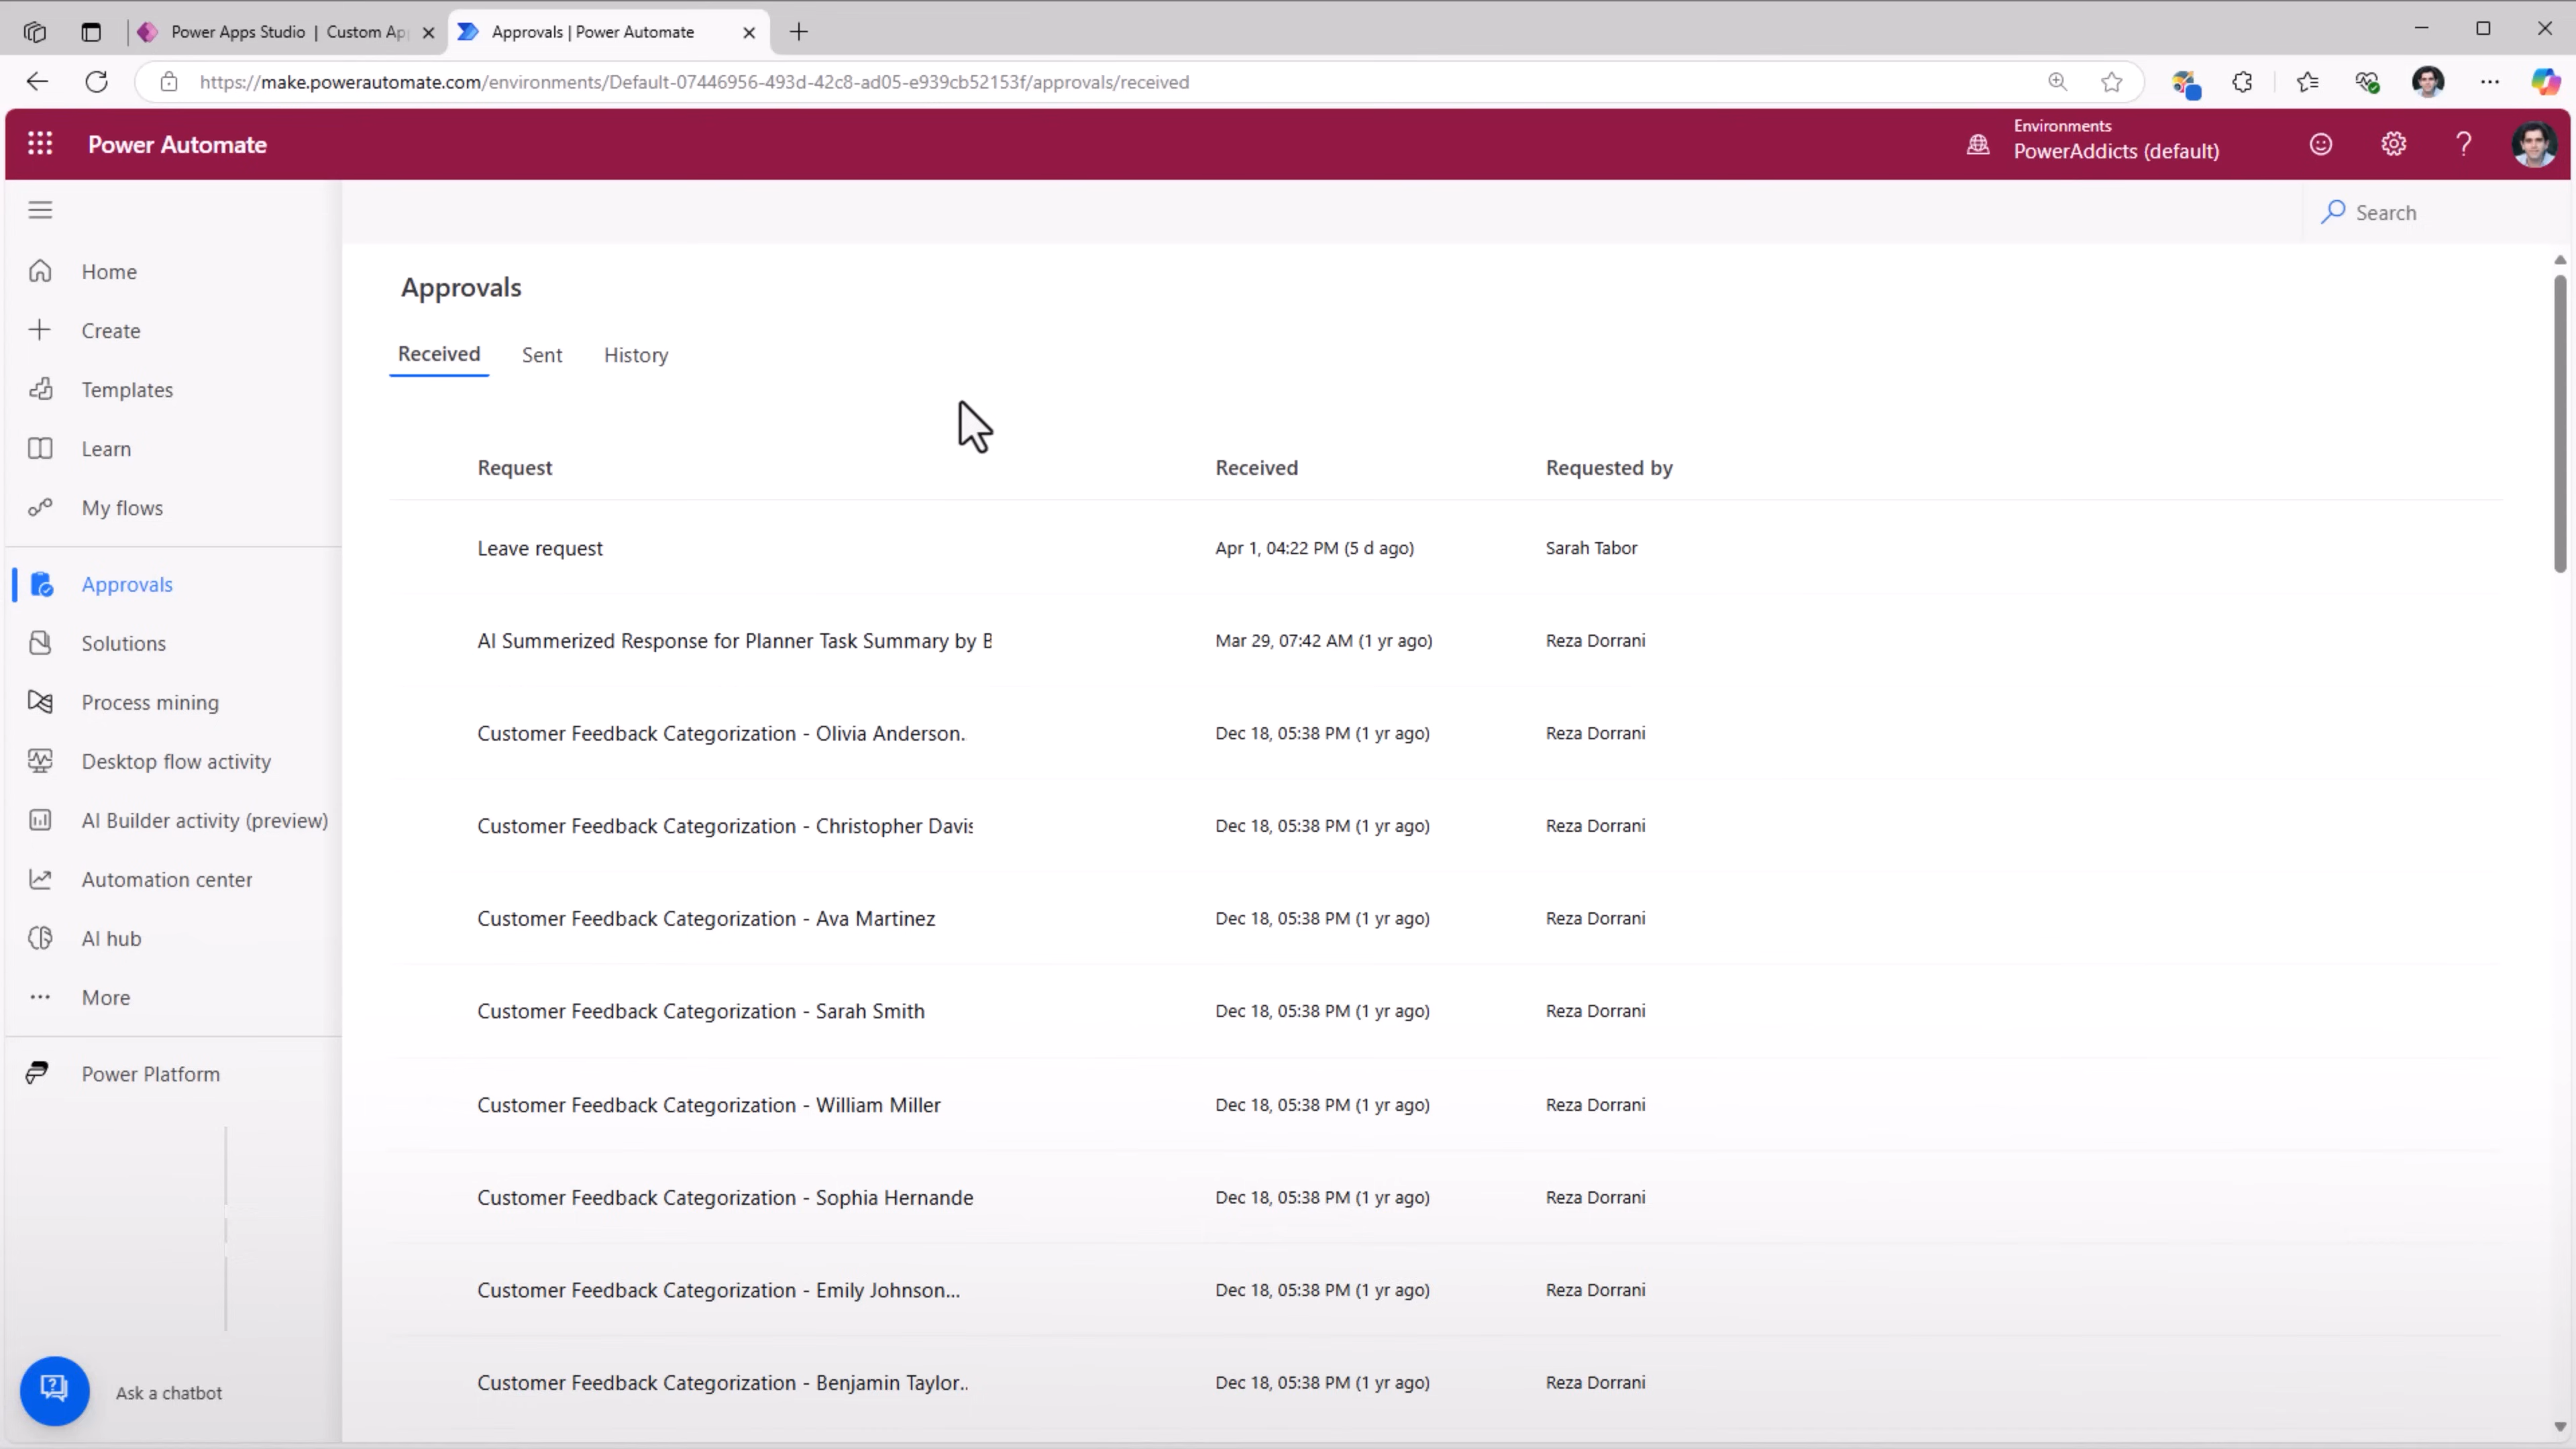 Power Apps Studio | Custom Ap
Approvals | Power Automate
https://make.powerautomate.com/environments/Default-07446956-493d-42c8-ad05-e939cb52153f/approvals/received
Power Automate
Environments
PowerAddicts (default)
Search
Home
Create
Templates
Learn
My flows
Approvals
Solutions
Process mining
Desktop flow activity
AI Builder activity (preview)
Automation center
AI hub
More
Power Platform
Ask a chatbot
Approvals
Received Sent History
Request Received Requested by
Leave request Apr 1, 04:22 PM (5 d ago) Sarah Tabor
AI Summerized Response for Planner Task Summary by B Mar 29, 07:42 AM (1 yr ago) Reza Dorrani
Customer Feedback Categorization - Olivia Anderson. Dec 18, 05:38 PM (1 yr ago) Reza Dorrani
Customer Feedback Categorization - Christopher Davis Dec 18, 05:38 PM (1 yr ago) Reza Dorrani
Customer Feedback Categorization - Ava Martinez Dec 18, 05:38 PM (1 yr ago) Reza Dorrani
Customer Feedback Categorization - Sarah Smith Dec 18, 05:38 PM (1 yr ago) Reza Dorrani
Customer Feedback Categorization - William Miller Dec 18, 05:38 PM (1 yr ago) Reza Dorrani
Customer Feedback Categorization - Sophia Hernande Dec 18, 05:38 PM (1 yr ago) Reza Dorrani
Customer Feedback Categorization - Emily Johnson... Dec 18, 05:38 PM (1 yr ago) Reza Dorrani
Customer Feedback Categorization - Benjamin Taylor.. Dec 18, 05:38 PM (1 yr ago) Reza Dorrani